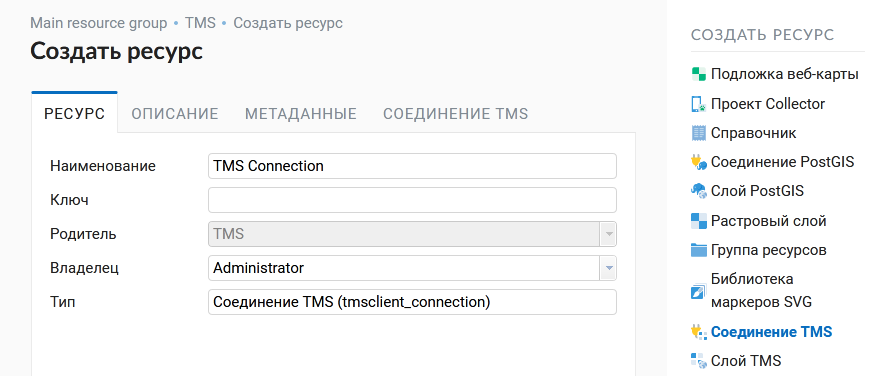 Main resource group • TMS • Создать ресурс
Создать ресурс
РЕСУРС ОПИСАНИЕ МЕТАДАННЫЕ СОЕДИНЕНИЕ TMS
Наименование TMS Connection
Ключ
Родитель TMS
Владелец Administrator
Тип Соединение TMS (tmsclient_connection)
СОЗДАТЬ РЕСУРС
Подложка веб-карты
Проект Collector
Справочник
Соединение PostGIS
Слой PostGIS
Растровый слой
Группа ресурсов
Библиотека
маркеров SVG
Соединение TMS
Слой TMS